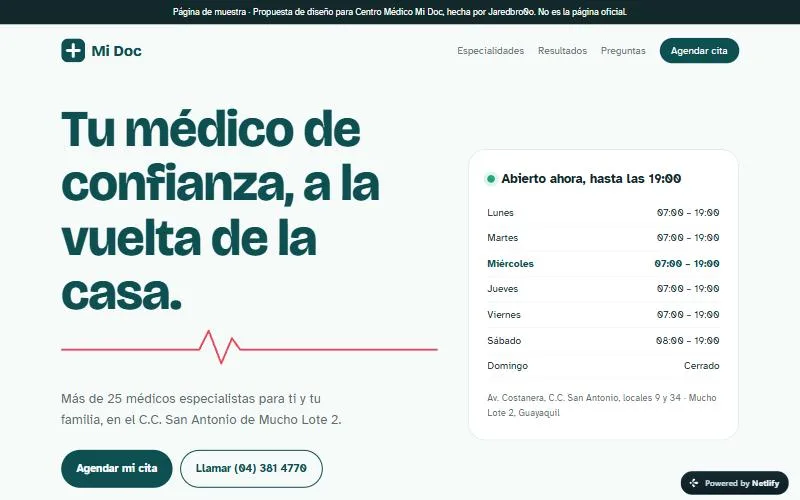 Página de muestra · Propuesta de diseño para Centro Médico Mi Doc, hecha por Jaredbro0o. No es la página oficial.
Mi Doc
Especialidades
Resultados
Preguntas
Agendar cita
Tu médico de
confianza, a la
vuelta de la
casa.
Más de 25 médicos especialistas para ti y tu
familia, en el C.C. San Antonio de Mucho Lote 2.
Agendar mi cita
Llamar (04) 381 4770
Abierto ahora, hasta las 19:00
Lunes 07:00 – 19:00
Martes 07:00 – 19:00
Miércoles 07:00 – 19:00
Jueves 07:00 – 19:00
Viernes 07:00 – 19:00
Sábado 08:00 – 19:00
Domingo Cerrado
Av. Costanera, C.C. San Antonio, locales 9 y 34 · Mucho
Lote 2, Guayaquil
Powered by Netlify